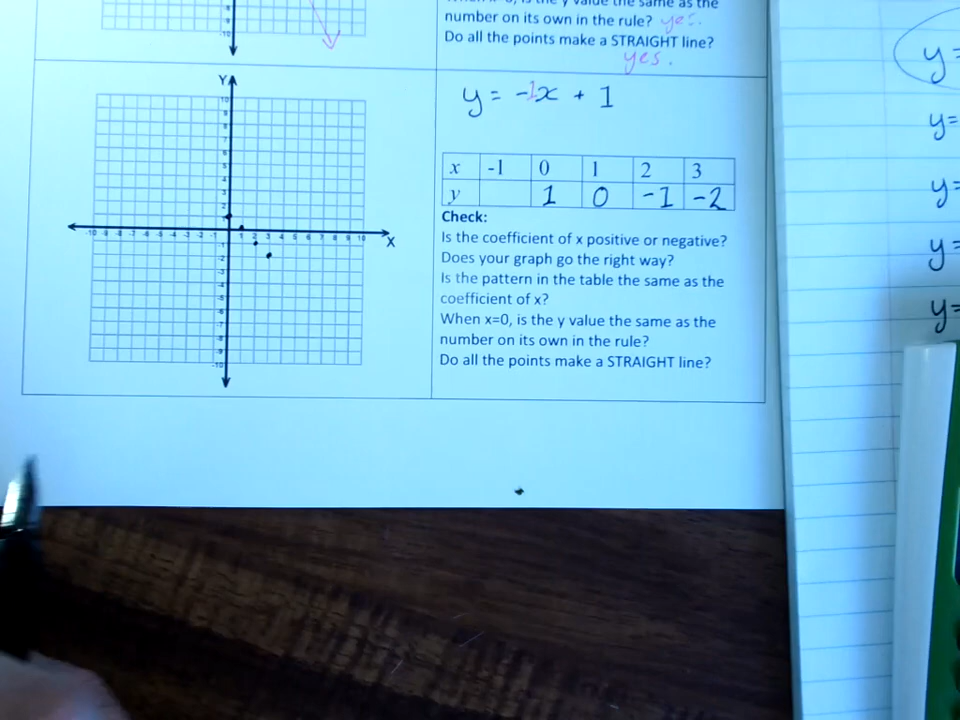 number on its own in the rule? yes.
Do all the points make a STRAIGHT line?
yes.
Y
X
y = -1x + 1
x -1 0 1 2 3
y 1 0 -1 -2
Check:
Is the coefficient of x positive or negative?
Does your graph go the right way?
Is the pattern in the table the same as the
coefficient of x?
When x=0, is the y value the same as the
number on its own in the rule?
Do all the points make a STRAIGHT line?
y=
y=
y=
y=
y=